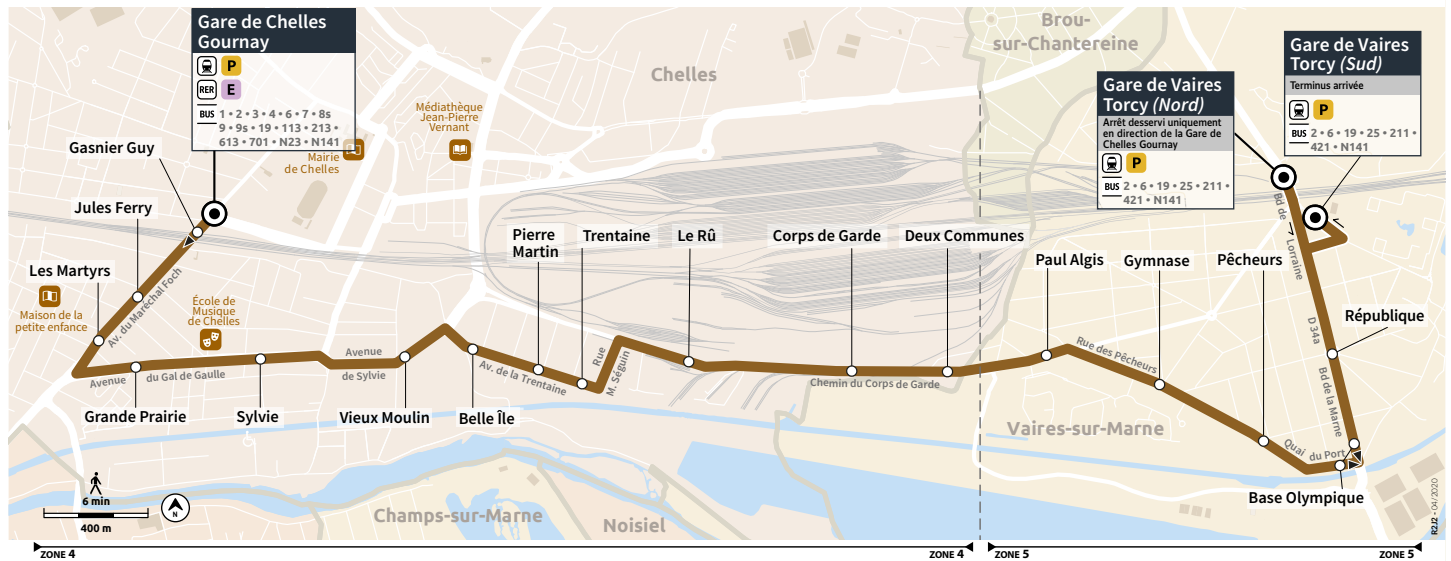 Gare de Chelles
Gournay
P
RER
E
BUS
1 • 2 • 3 • 4 • 6 • 7 • 8s
9 • 9s • 19 • 113 • 213 •
613 • 701 • N23 • N141
Mairie
de Chelles
Médiathèque
Jean-Pierre
Vernant
Chelles
Brou-
sur-Chantereine
Gare de Vaires
Torcy (Nord)
Arrêt desservi uniquement
en direction de la Gare de
Chelles Gournay
P
BUS
2 • 6 • 19 • 25 • 211 •
421 • N141
Gare de Vaires
Torcy (Sud)
Terminus arrivée
P
BUS
2 • 6 • 19 • 25 • 211 •
421 • N141
Gasnier Guy
Jules Ferry
Les Martyrs
Maison de la
petite enfance
Av. du Maréchal Foch
École de
Musique
de Chelles
Avenue
du Gal de Gaulle
Grande Prairie
Sylvie
Avenue
de Sylvie
Vieux Moulin
Belle Île
Av. de la Trentaine
Pierre
Martin
Trentaine
Rue
M. Séguin
Le Rû
Corps de Garde
Chemin du Corps de Garde
Deux Communes
Paul Algis
Rue des Pêcheurs
Gymnase
Pêcheurs
Bd de
Lorraine
République
D 34a
Bd de la Marne
Quai
du Port
Base Olympique
Vaires-sur-Marne
Champs-sur-Marne
Noisiel
6 min
400 m
N
R2J2 - 04/2020
ZONE 4
ZONE 4
ZONE 5
ZONE 5